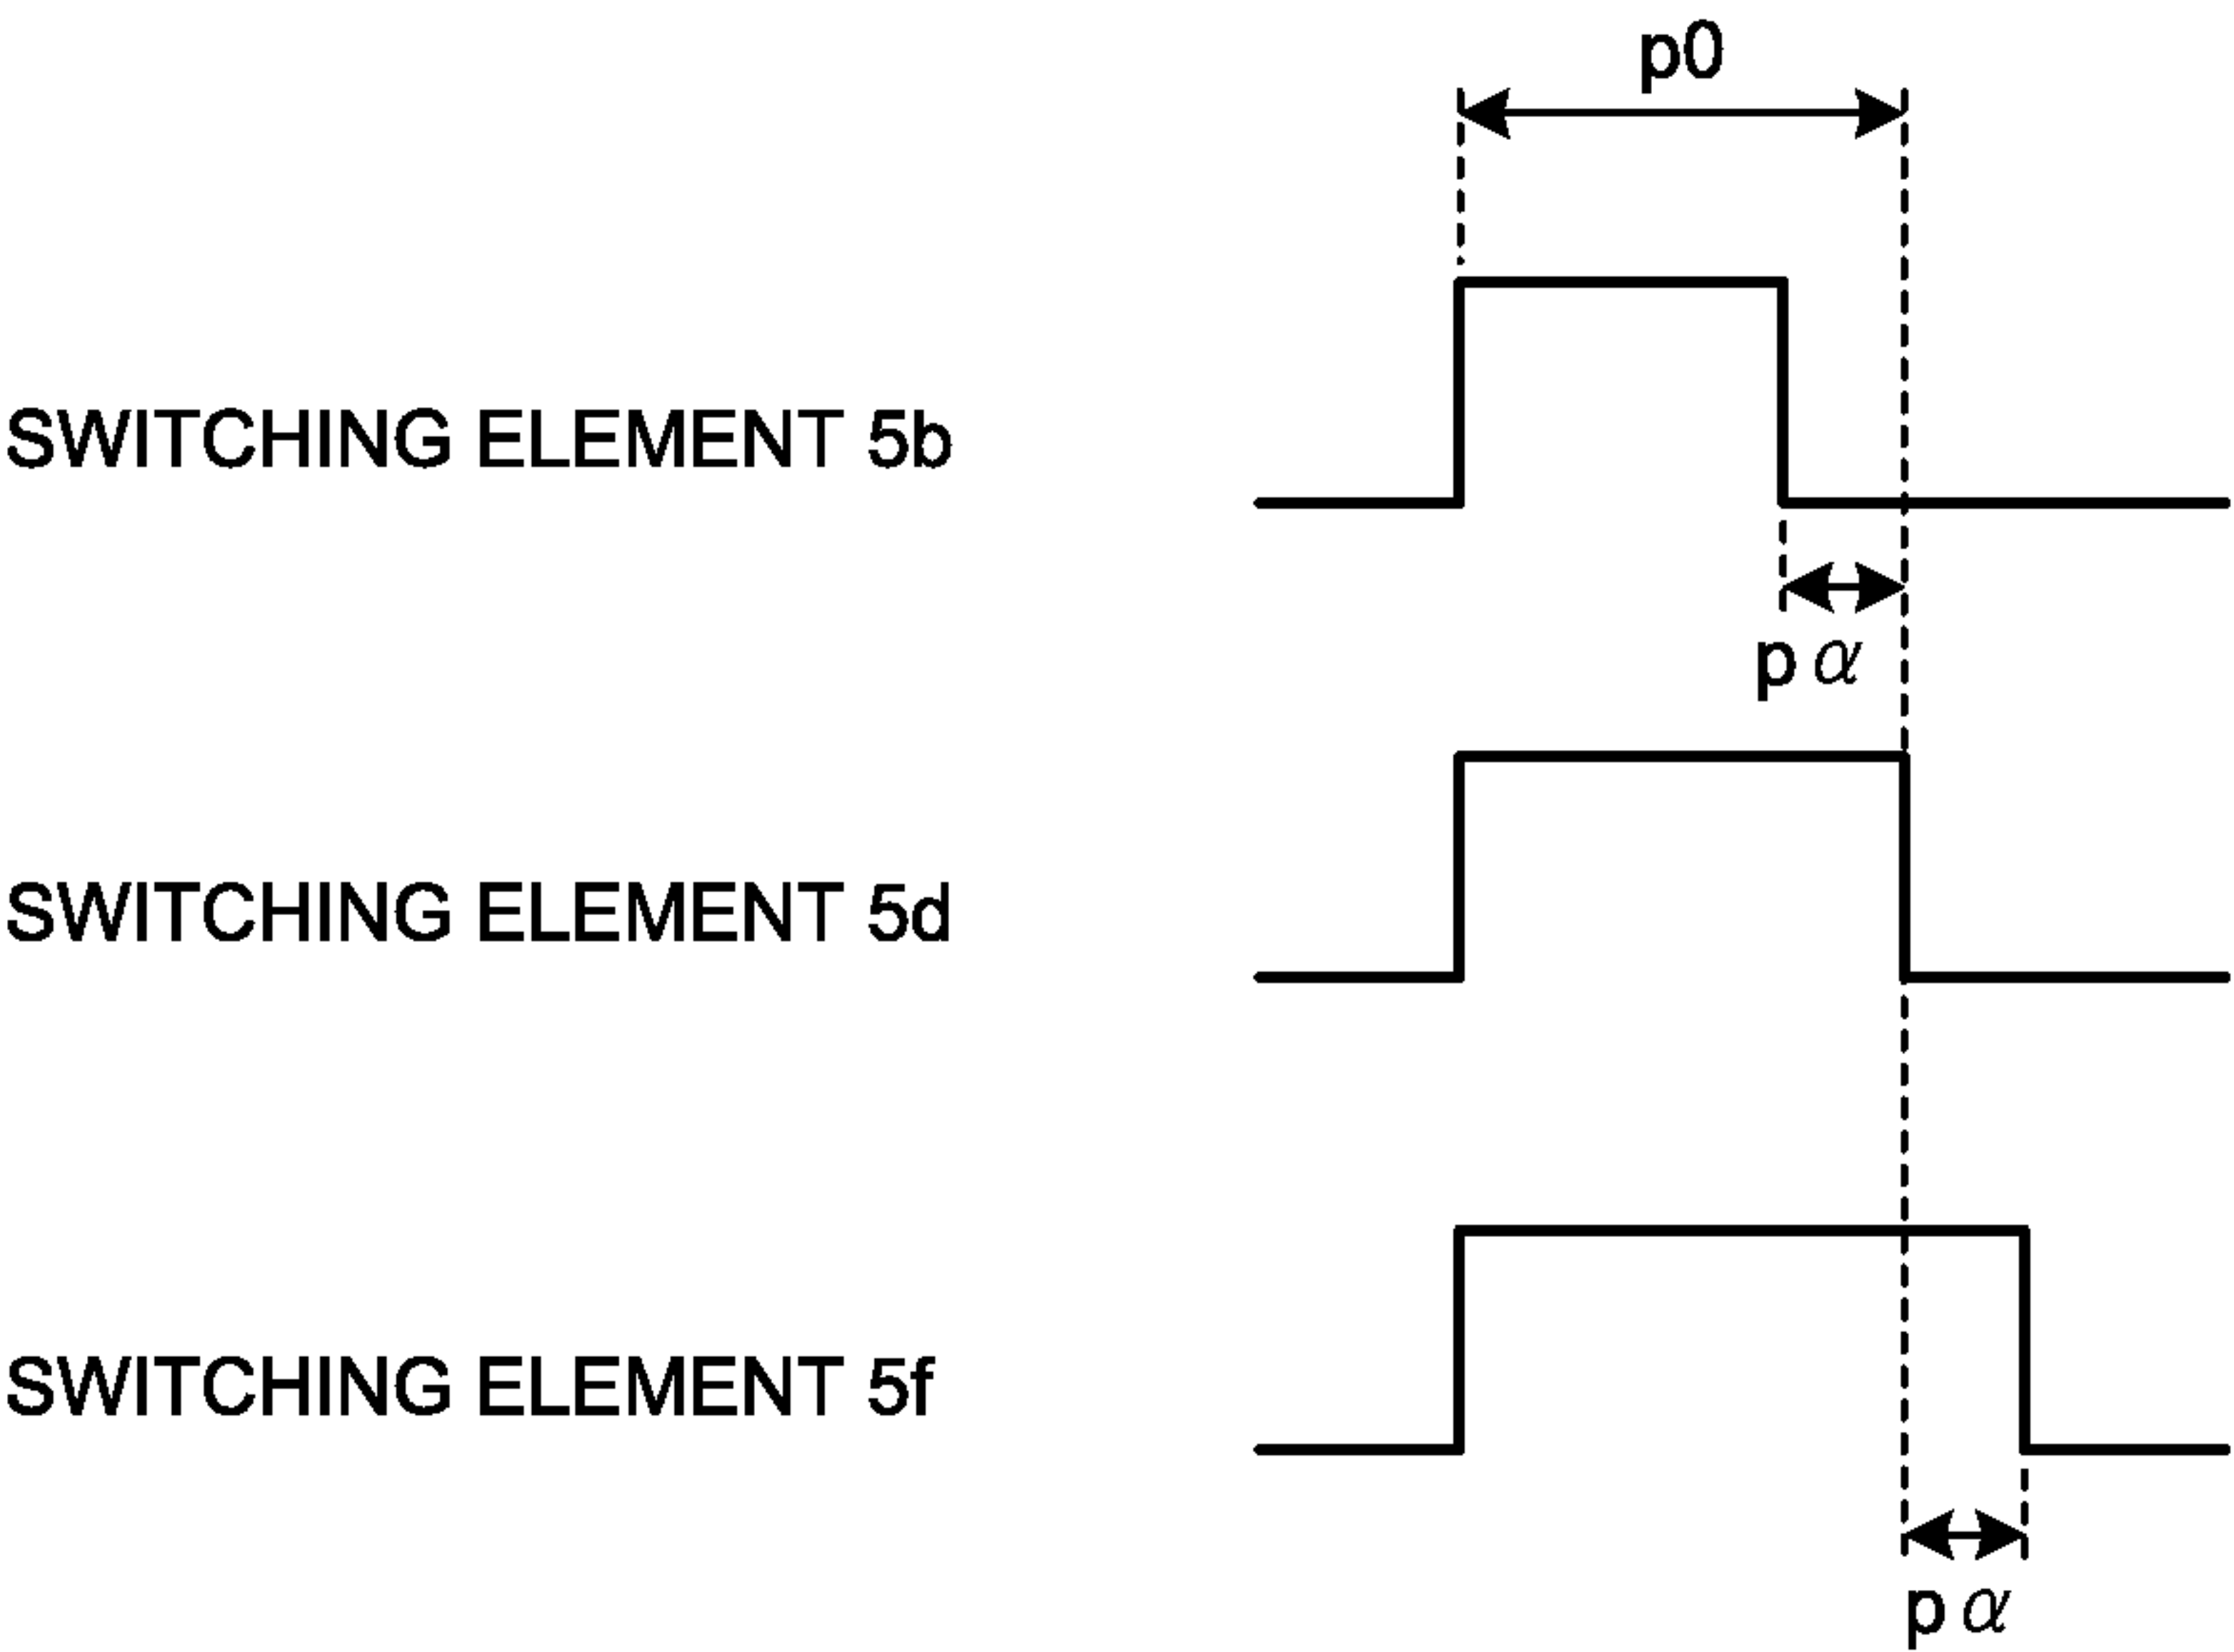 p0
SWITCHING ELEMENT 5b
p α
SWITCHING ELEMENT 5d
SWITCHING ELEMENT 5f
p α